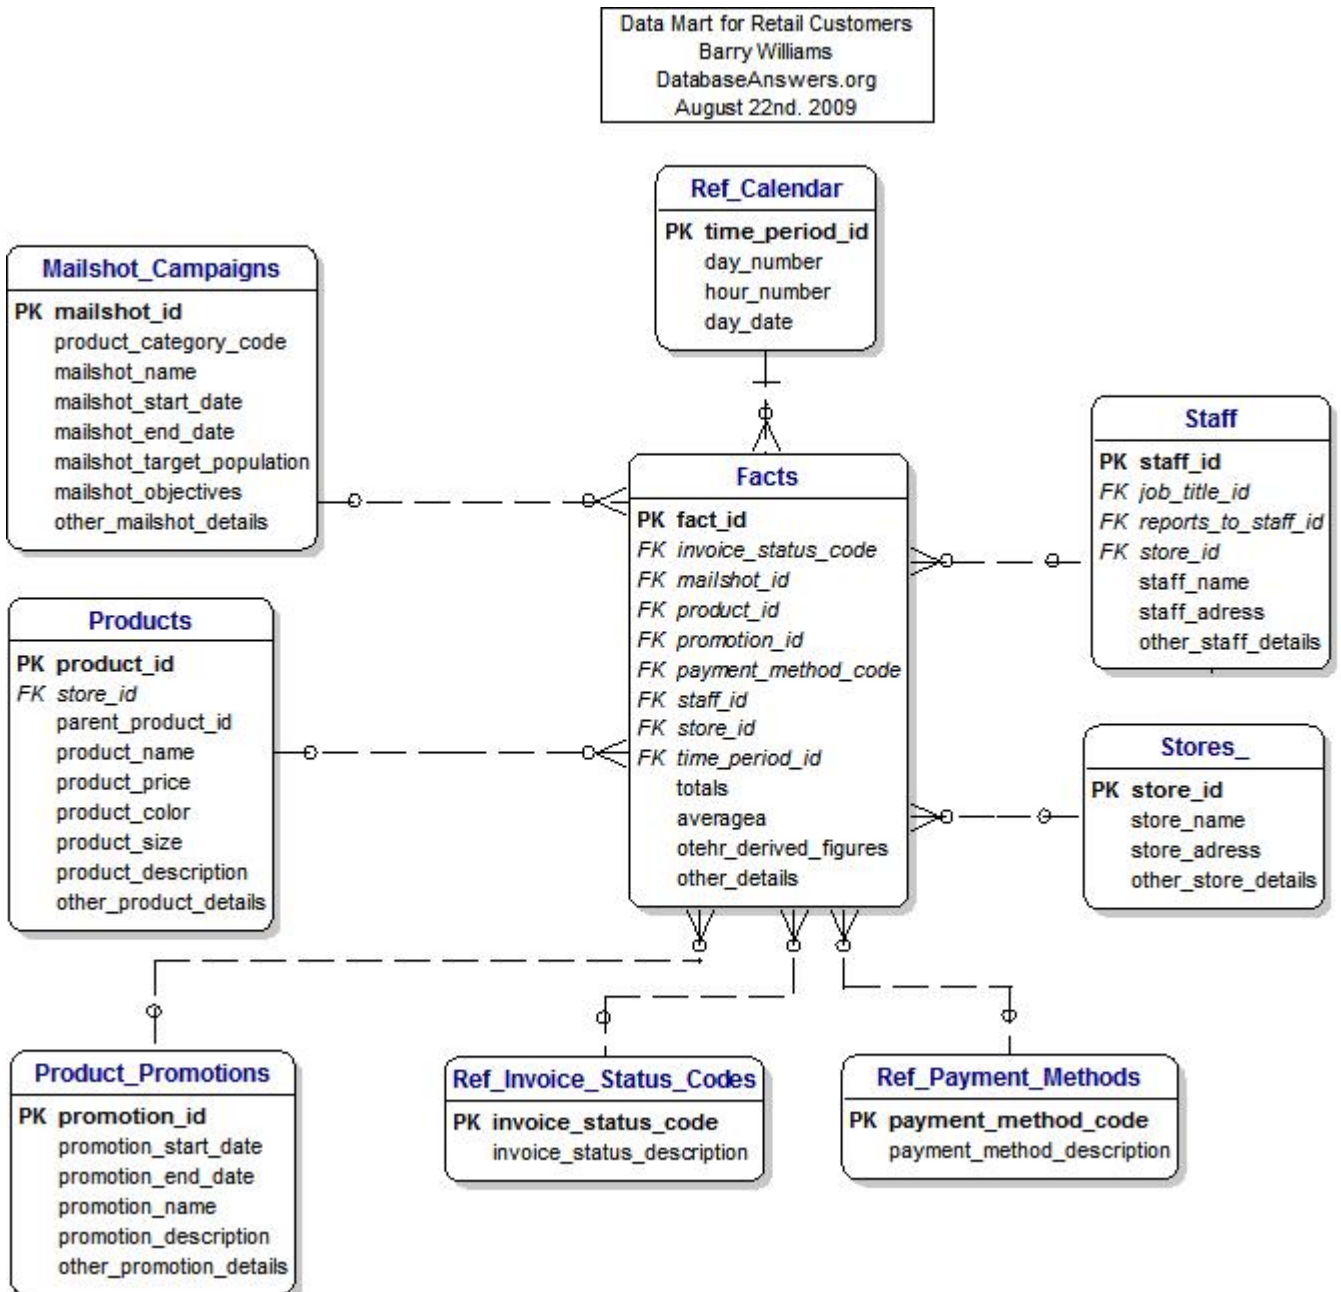 Data Mart for Retail Customers
Barry Williams
DatabaseAnswers.org
August 22nd. 2009
Ref_Calendar
PK time_period_id
day_number
hour_number
day_date
Mailshot_Campaigns
PK mailshot_id
product_category_code
mailshot_name
mailshot_start_date
mailshot_end_date
mailshot_target_population
mailshot_objectives
other_mailshot_details
Facts
PK fact_id
FK invoice_status_code
FK mailshot_id
FK product_id
FK promotion_id
FK payment_method_code
FK staff_id
FK store_id
FK time_period_id
totals
averagea
otehr_derived_figures
other_details
Staff
PK staff_id
FK job_title_id
FK reports_to_staff_id
FK store_id
staff_name
staff_adress
other_staff_details
Products
PK product_id
FK store_id
parent_product_id
product_name
product_price
product_color
product_size
product_description
other_product_details
Stores_
PK store_id
store_name
store_adress
other_store_details
Product_Promotions
PK promotion_id
promotion_start_date
promotion_end_date
promotion_name
promotion_description
other_promotion_details
Ref_Invoice_Status_Codes
PK invoice_status_code
invoice_status_description
Ref_Payment_Methods
PK payment_method_code
payment_method_description